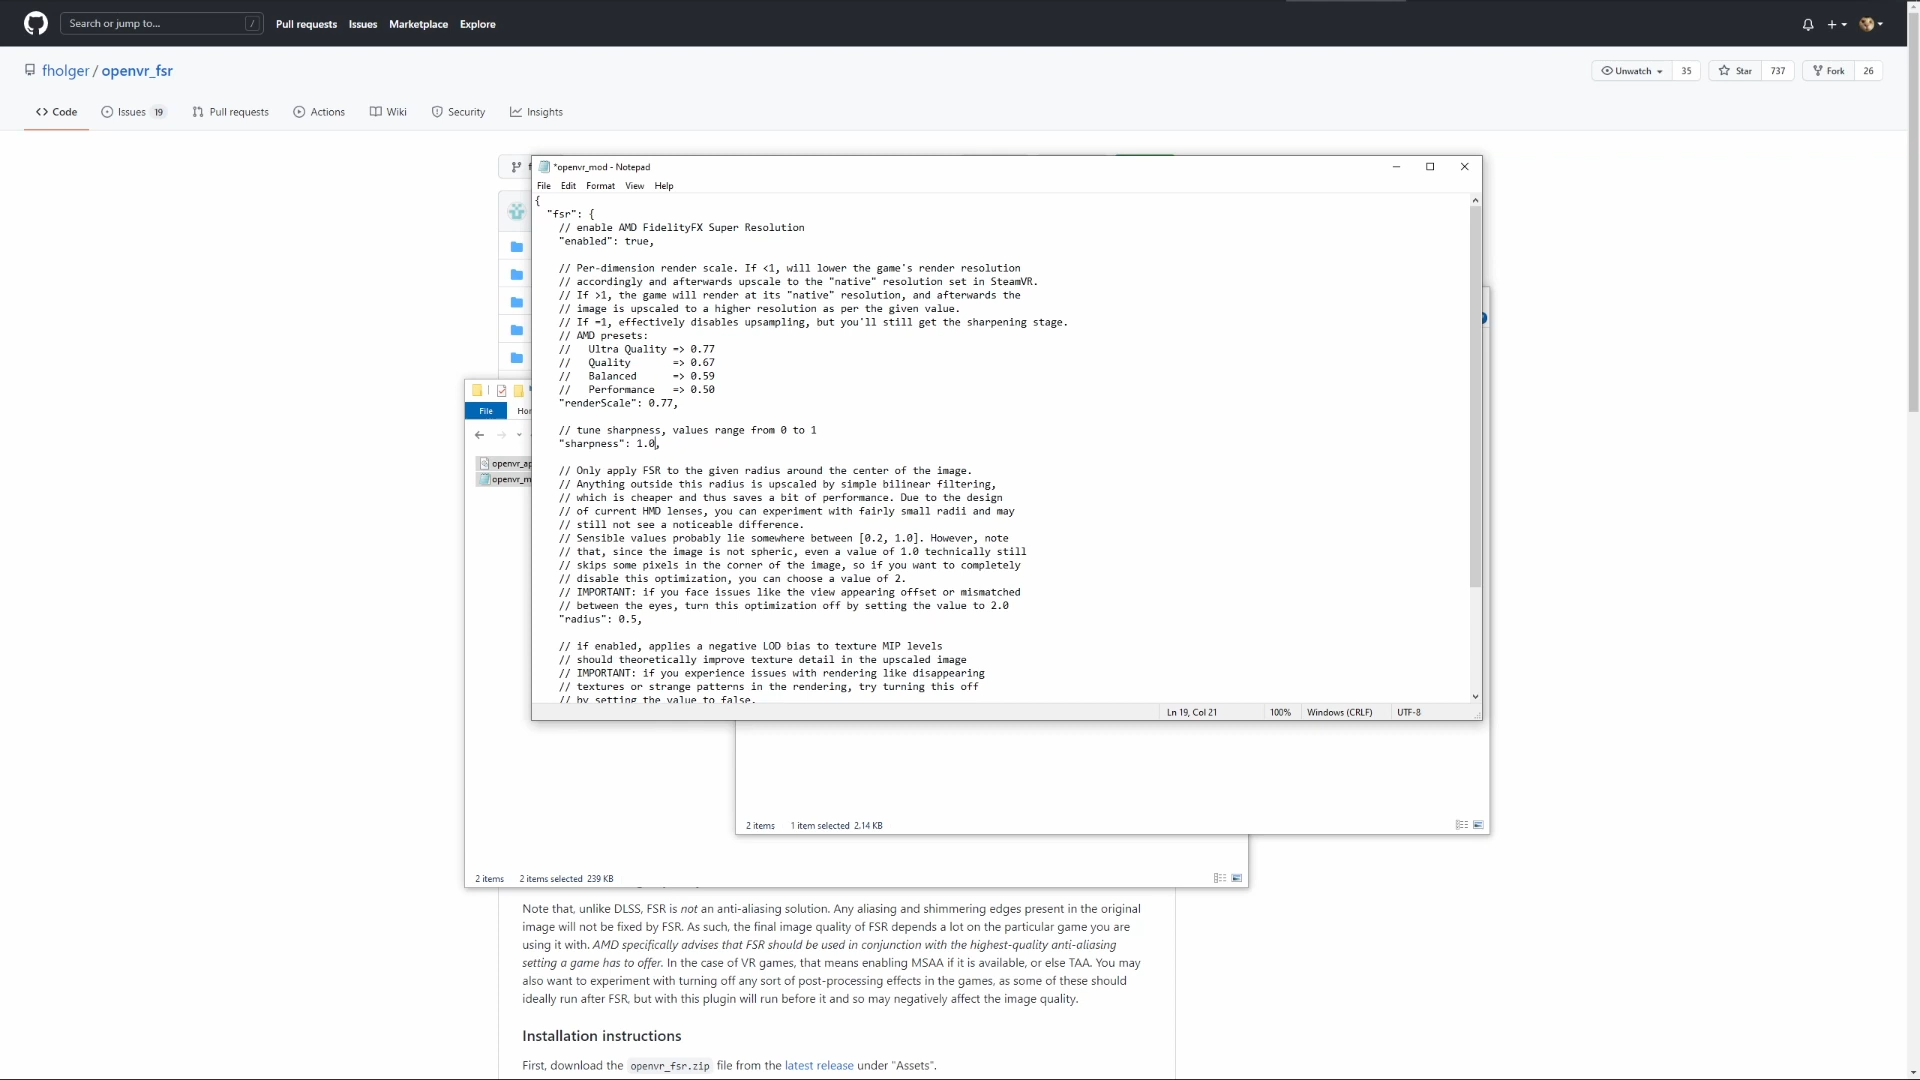 Search or jump to... /
Pull requests Issues Marketplace Explore
fholger / openvr_fsr
Unwatch 35 Star 737 Fork 26
Code Issues 19 Pull requests Actions Wiki Security Insights
*openvr_mod - Notepad
File Edit Format View Help
{
"fsr": {
// enable AMD FidelityFX Super Resolution
"enabled": true,
// Per-dimension render scale. If <1, will lower the game's render resolution
// accordingly and afterwards upscale to the "native" resolution set in SteamVR.
// If >1, the game will render at its "native" resolution, and afterwards the
// image is upscaled to a higher resolution as per the given value.
// If =1, effectively disables upsampling, but you'll still get the sharpening stage.
// AMD presets:
// Ultra Quality => 0.77
// Quality => 0.67
// Balanced => 0.59
// Performance => 0.50
"renderScale": 0.77,
// tune sharpness, values range from 0 to 1
"sharpness": 1.0,
// Only apply FSR to the given radius around the center of the image.
// Anything outside this radius is upscaled by simple bilinear filtering,
// which is cheaper and thus saves a bit of performance. Due to the design
// of current HMD lenses, you can experiment with fairly small radii and may
// still not see a noticeable difference.
// Sensible values probably lie somewhere between [0.2, 1.0]. However, note
// that, since the image is not spheric, even a value of 1.0 technically still
// skips some pixels in the corner of the image, so if you want to completely
// disable this optimization, you can choose a value of 2.
// IMPORTANT: if you face issues like the view appearing offset or mismatched
// between the eyes, turn this optimization off by setting the value to 2.0
"radius": 0.5,
// if enabled, applies a negative LOD bias to texture MIP levels
// should theoretically improve texture detail in the upscaled image
// IMPORTANT: if you experience issues with rendering like disappearing
// textures or strange patterns in the rendering, try turning this off
// by setting the value to false.
Ln 19, Col 21 100% Windows (CRLF) UTF-8
File Hor
openvr_ap
openvr_m
2 items 1 item selected 2.14 KB
2 items 2 items selected 239 KB
Note that, unlike DLSS, FSR is not an anti-aliasing solution. Any aliasing and shimmering edges present in the original
image will not be fixed by FSR. As such, the final image quality of FSR depends a lot on the particular game you are
using it with. AMD specifically advises that FSR should be used in conjunction with the highest-quality anti-aliasing
setting a game has to offer. In the case of VR games, that means enabling MSAA if it is available, or else TAA. You may
also want to experiment with turning off any sort of post-processing effects in the games, as some of these should
ideally run after FSR, but with this plugin will run before it and so may negatively affect the image quality.
Installation instructions
First, download the openvr_fsr.zip file from the latest release under "Assets".